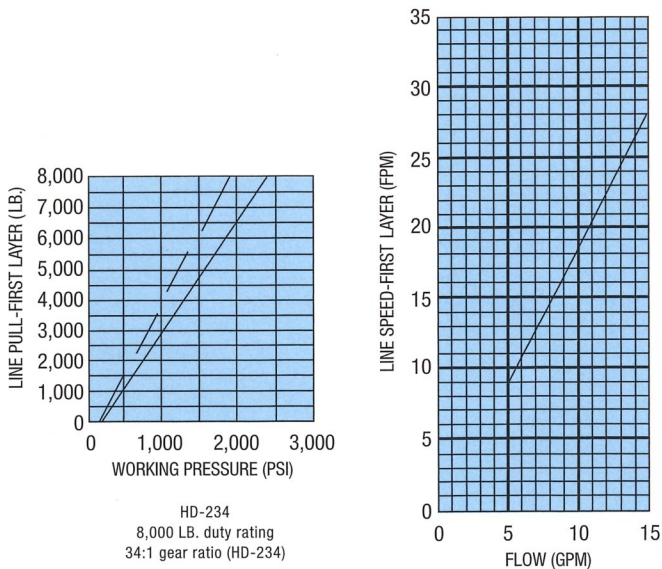 LINE PULL-FIRST LAYER (LB.)
8,000
7,000
6,000
5,000
4,000
3,000
2,000
1,000
0
0 1,000 2,000 3,000
WORKING PRESSURE (PSI)
HD-234
8,000 LB. duty rating
34:1 gear ratio (HD-234)
LINE SPEED-FIRST LAYER (FPM)
35
30
25
20
15
10
5
0
0 5 10 15
FLOW (GPM)